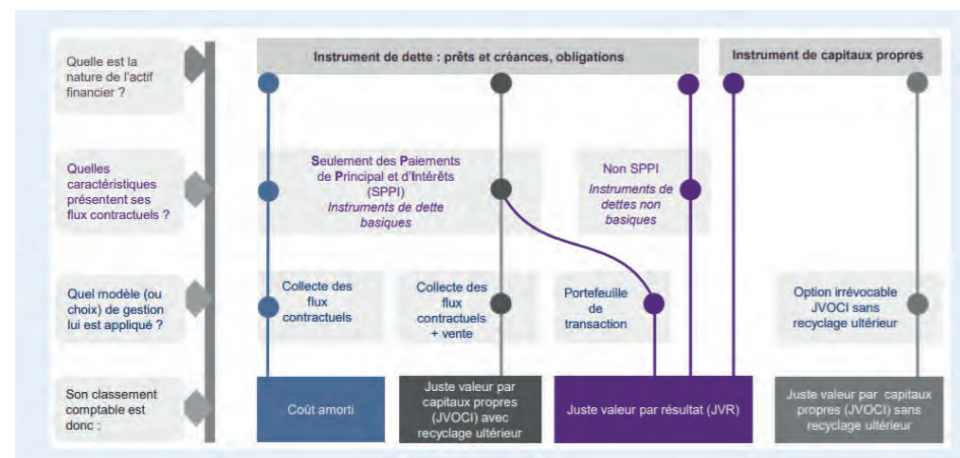 Quelle est la
nature de l'actif
financier ?
Instrument de dette : prêts et créances, obligations
Instrument de capitaux propres
Quelles
caractéristiques
présentent ses
flux contractuels ?
Seulement des Paiements
de Principal et d'Intérêts
(SPPI)
Instruments de dette
basiques
Non SPPI
Instruments de
dettes non
basiques
Quel modèle (ou
choix) de gestion
lui est appliqué ?
Collecte des
flux
contractuels
Collecte des
flux
contractuels
+ vente
Portefeuille
de
transaction
Option irrévocable
JVOCI sans
recyclage ultérieur
Son classement
comptable est
donc :
Coût amorti
Juste valeur par
capitaux propres
(JVOCI) avec
recyclage ultérieur
Juste valeur par résultat (JVR)
Juste valeur par capitaux
propres (JVOCI) sans
recyclage ultérieur